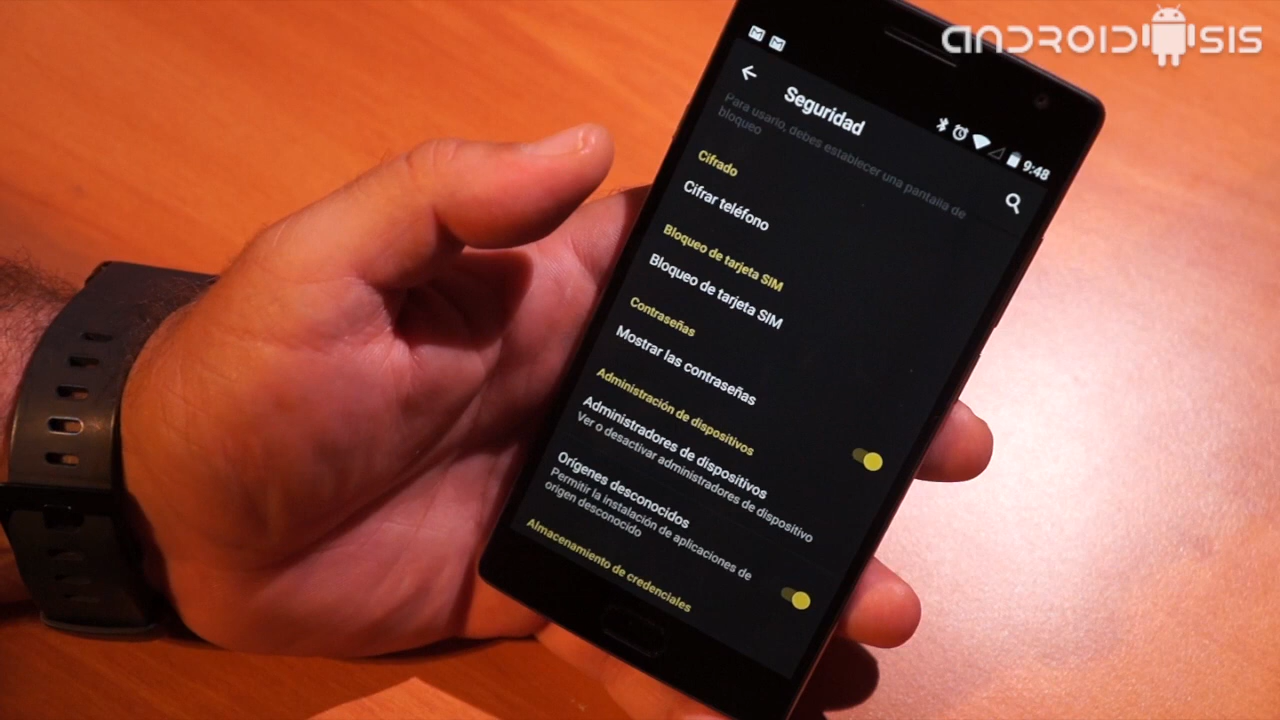 ANDROIDSIS
9:48
Seguridad
Para usarlo, debes establecer una pantalla de
bloqueo
Cifrado
Cifrar teléfono
Bloqueo de tarjeta SIM
Bloqueo de tarjeta SIM
Contraseñas
Mostrar las contraseñas
Administración de dispositivos
Administradores de dispositivos
Ver o desactivar administradores de dispositivo
Orígenes desconocidos
Permitir la instalación de aplicaciones de
origen desconocido
Almacenamiento de credenciales